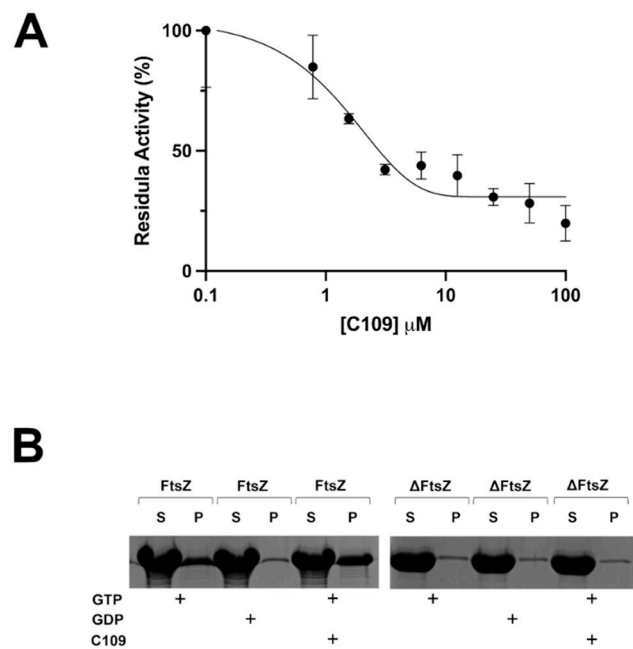 A
Residula Activity (%)
100
50
0
0.1 1 10 100
[C109] μM
B
FtsZ FtsZ FtsZ ΔFtsZ ΔFtsZ ΔFtsZ
S P S P S P S P S P S P
GTP + + + +
GDP + +
C109 + +